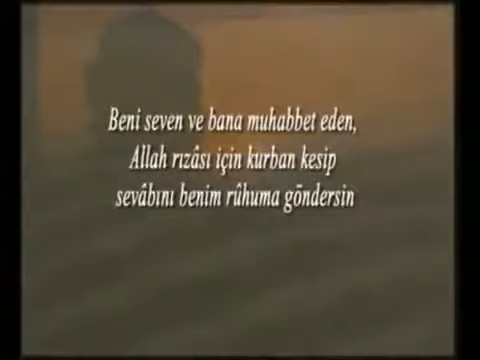 Beni seven ve bana muhabbet eden,
Allah rızâsı için kurban kesip
sevâbını benim rûhuma göndersin